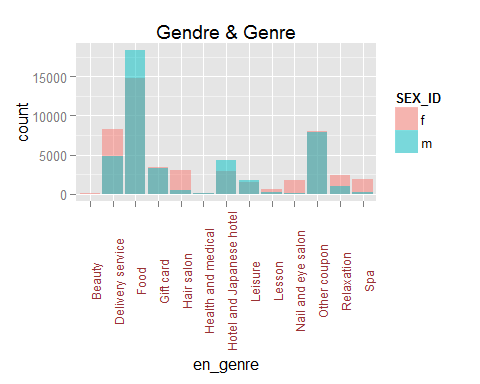 Gendre & Genre
count
15000
10000
5000
0
SEX_ID
f
m
Beauty
Delivery service
Food
Gift card
Hair salon
Health and medical
Hotel and Japanese hotel
Leisure
Lesson
Nail and eye salon
Other coupon
Relaxation
Spa
en_genre